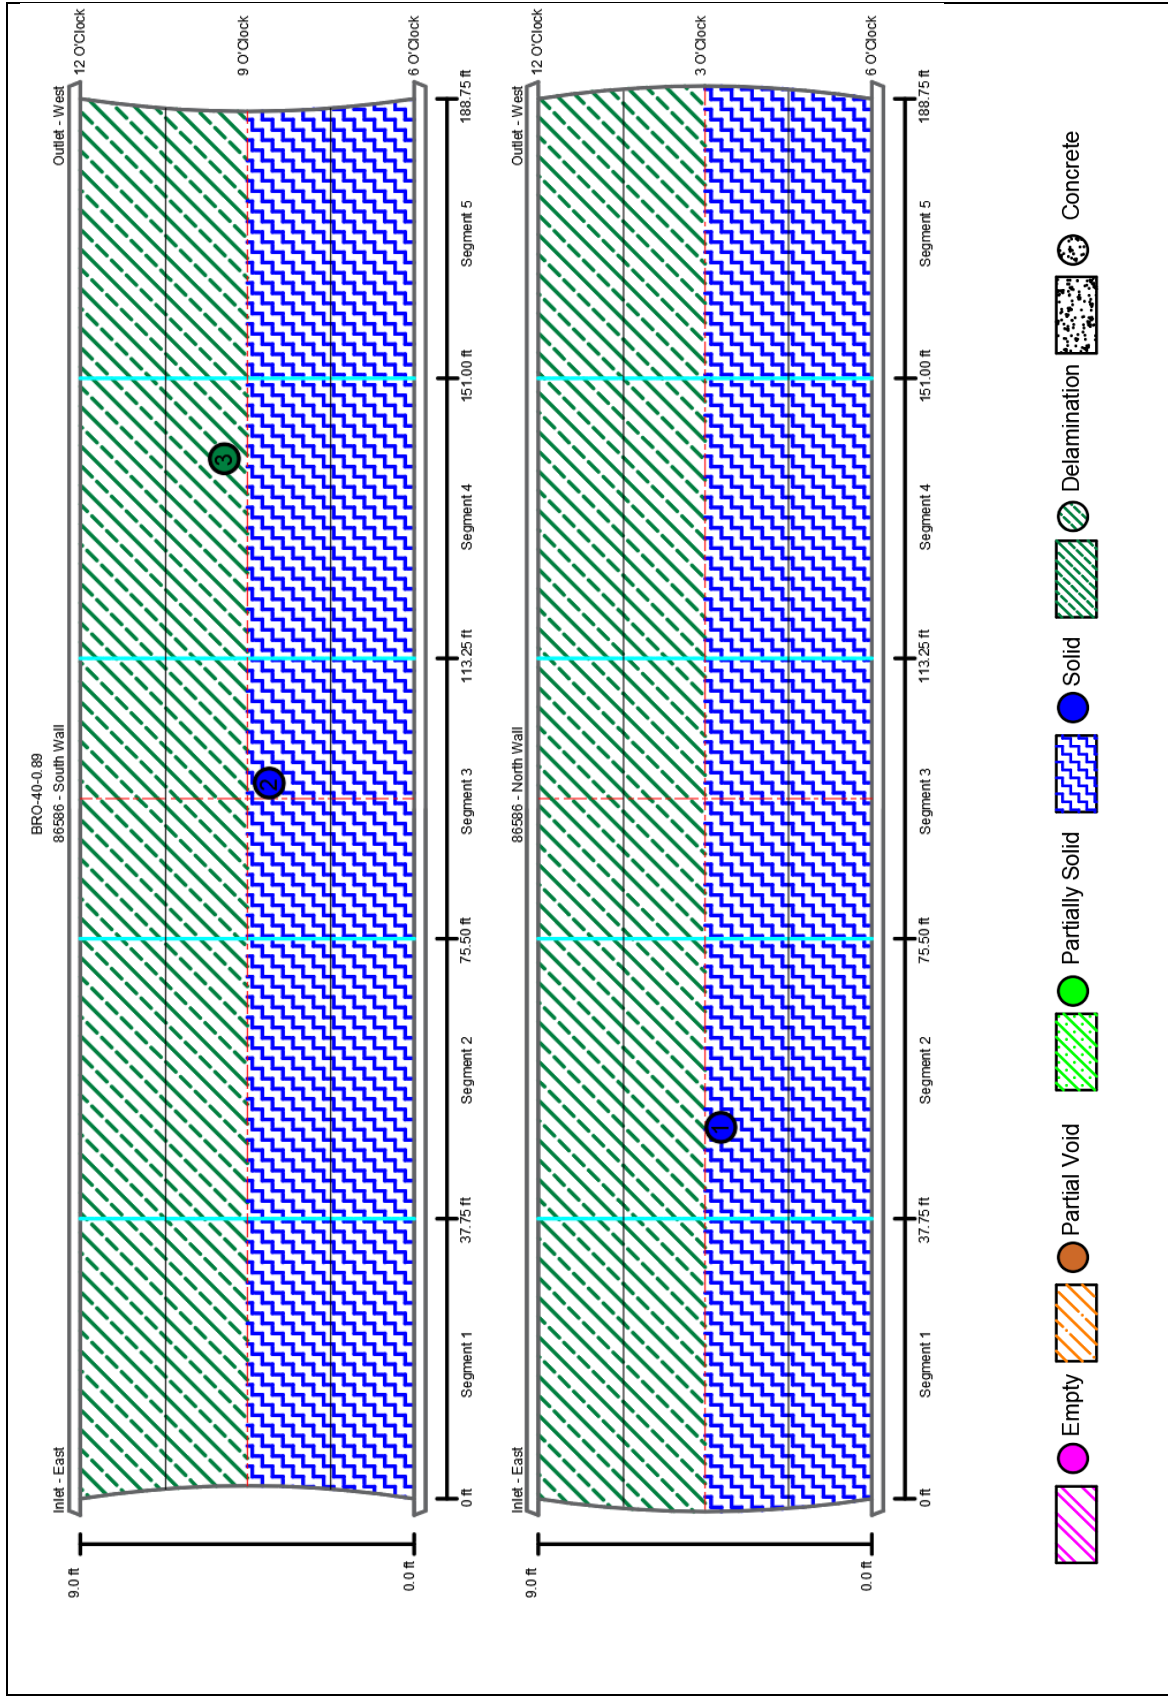 BRO-40-0.89
Inlet - East
86586 - South Wall
Outlet - West
9.0 ft
12 O'Clock
9 O'Clock
0.0 ft
6 O'Clock
3
2
0 ft
Segment 1
37.75 ft
Segment 2
75.50 ft
Segment 3
113.25 ft
Segment 4
151.00 ft
Segment 5
188.75 ft
Inlet - East
86586 - North Wall
Outlet - West
9.0 ft
12 O'Clock
3 O'Clock
0.0 ft
6 O'Clock
1
0 ft
Segment 1
37.75 ft
Segment 2
75.50 ft
Segment 3
113.25 ft
Segment 4
151.00 ft
Segment 5
188.75 ft
Empty
Partial Void
Partially Solid
Solid
Delamination
Concrete